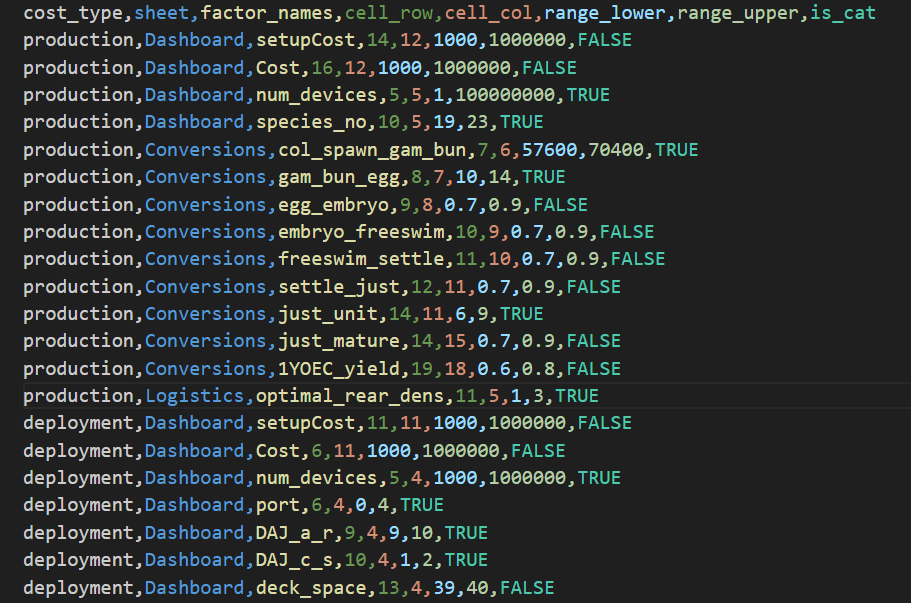 cost_type,sheet,factor_names,cell_row,cell_col,range_lower,range_upper,is_cat
production,Dashboard,setupCost,14,12,1000,1000000,FALSE
production,Dashboard,Cost,16,12,1000,1000000,FALSE
production,Dashboard,num_devices,5,5,1,100000000,TRUE
production,Dashboard,species_no,10,5,19,23,TRUE
production,Conversions,col_spawn_gam_bun,7,6,57600,70400,TRUE
production,Conversions,gam_bun_egg,8,7,10,14,TRUE
production,Conversions,egg_embryo,9,8,0.7,0.9,FALSE
production,Conversions,embryo_freeswim,10,9,0.7,0.9,FALSE
production,Conversions,freeswim_settle,11,10,0.7,0.9,FALSE
production,Conversions,settle_just,12,11,0.7,0.9,FALSE
production,Conversions,just_unit,14,11,6,9,TRUE
production,Conversions,just_mature,14,15,0.7,0.9,FALSE
production,Conversions,1YOEC_yield,19,18,0.6,0.8,FALSE
production,Logistics,optimal_rear_dens,11,5,1,3,TRUE
deployment,Dashboard,setupCost,11,11,1000,1000000,FALSE
deployment,Dashboard,Cost,6,11,1000,1000000,FALSE
deployment,Dashboard,num_devices,5,4,1000,1000000,TRUE
deployment,Dashboard,port,6,4,0,4,TRUE
deployment,Dashboard,DAJ_a_r,9,4,9,10,TRUE
deployment,Dashboard,DAJ_c_s,10,4,1,2,TRUE
deployment,Dashboard,deck_space,13,4,39,40,FALSE